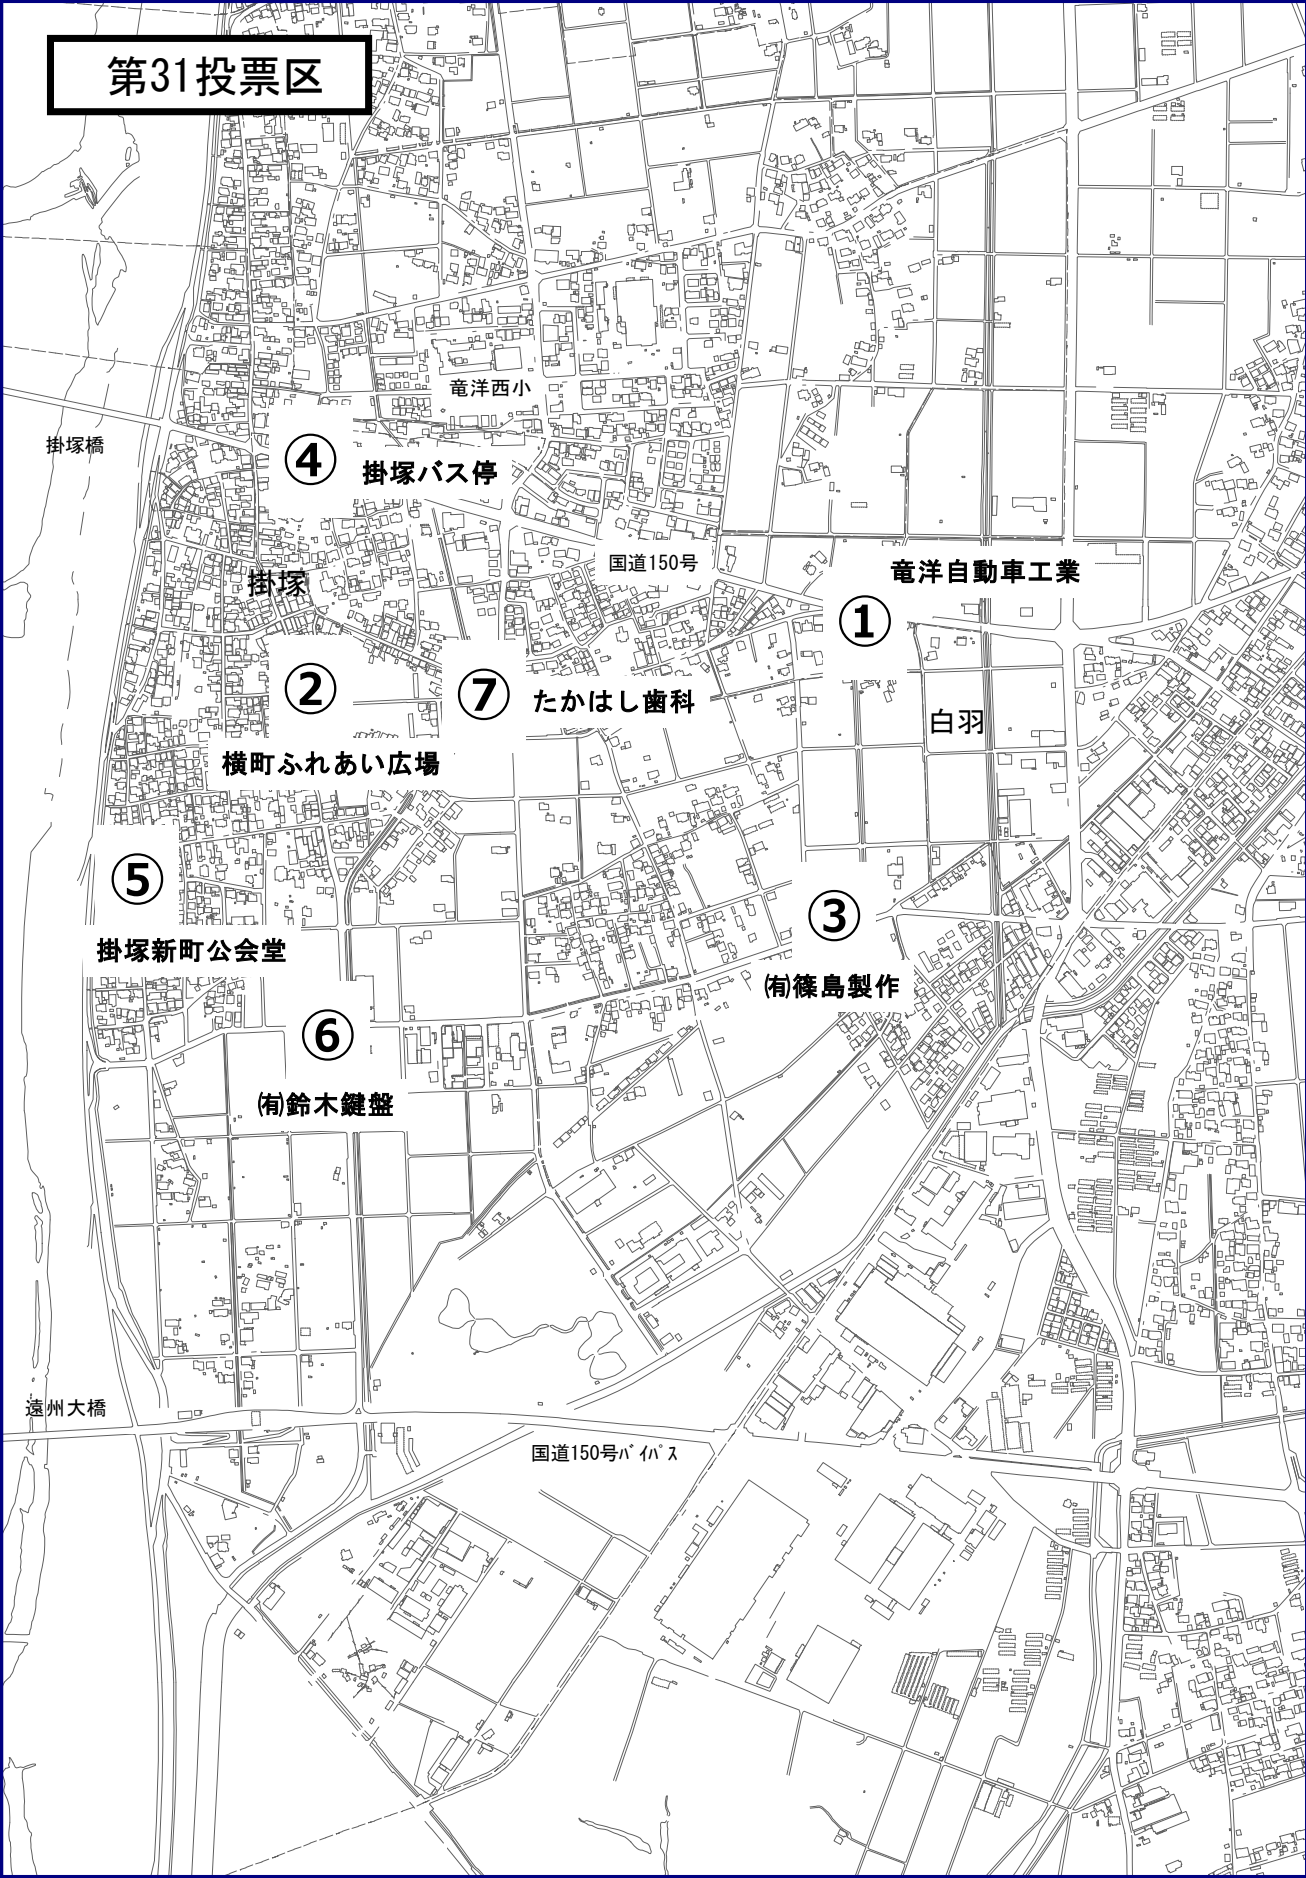 第31投票区
竜洋西小
掛塚橋
④
掛塚バス停
国道150号
竜洋自動車工業
掛塚
①
②
⑦
たかはし歯科
白羽
横町ふれあい広場
⑤
③
掛塚新町公会堂
㈲篠島製作
⑥
㈲鈴木鍵盤
遠州大橋
国道150号ﾊﾞｲﾊﾟｽ